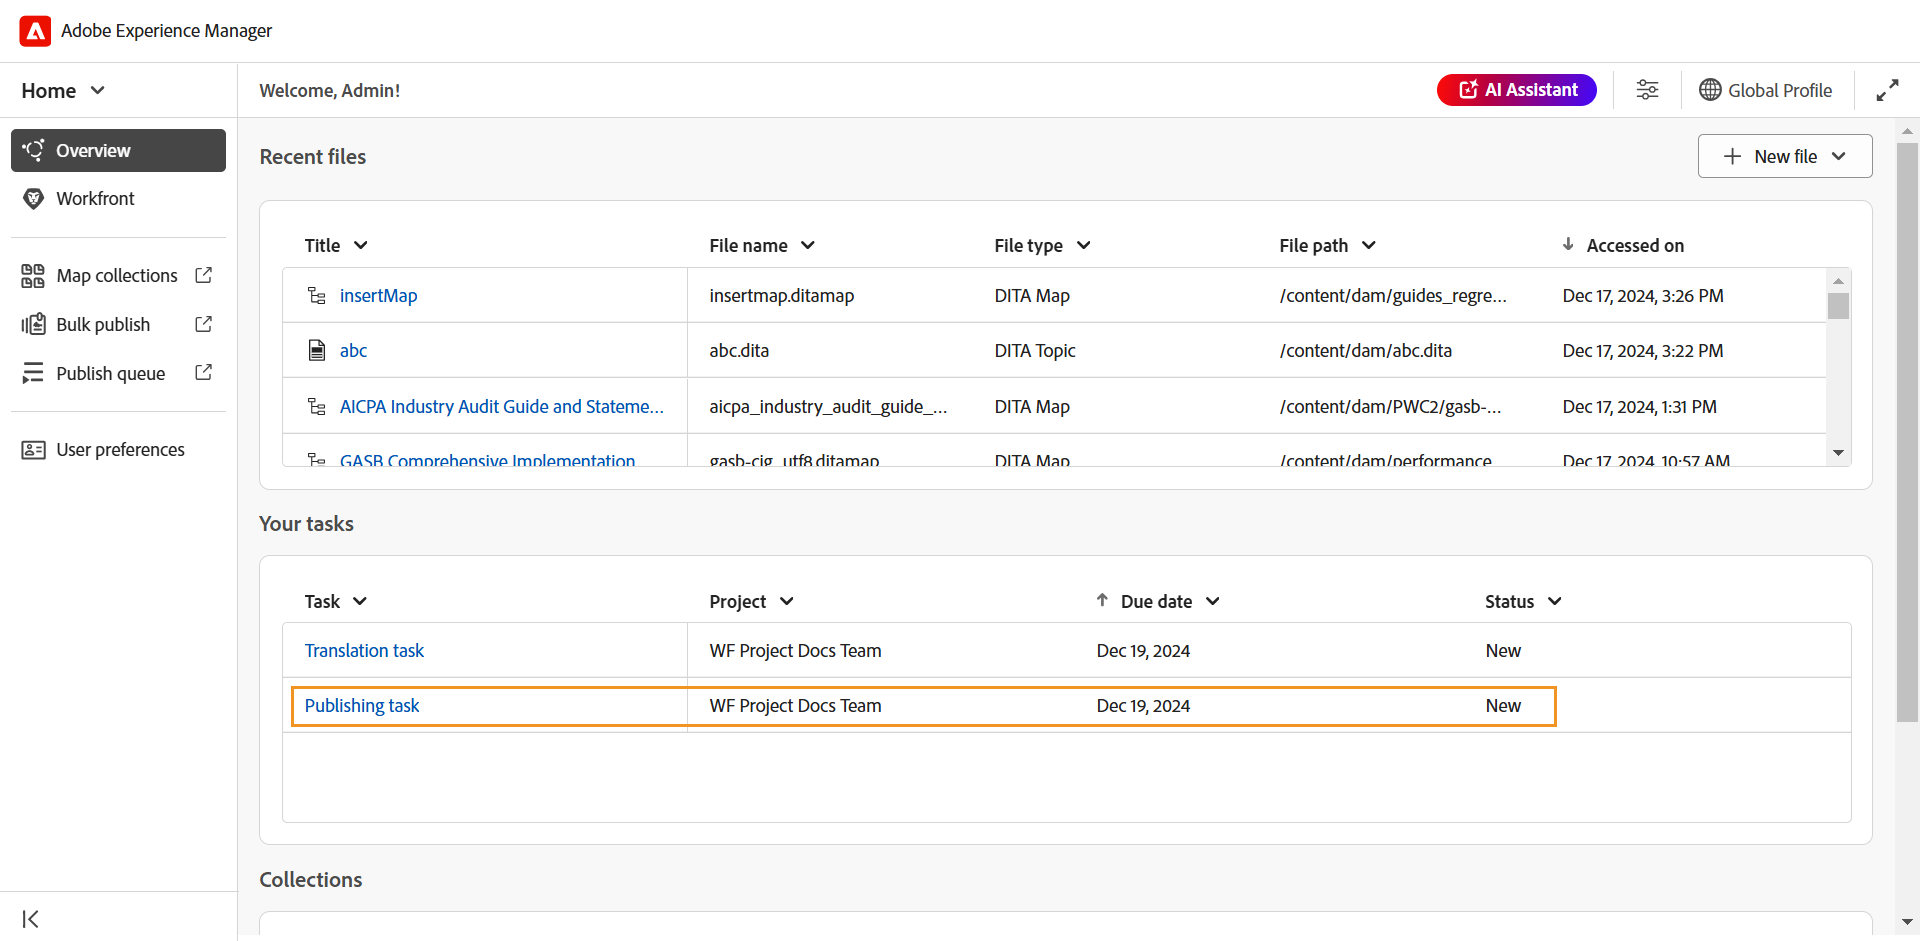 Adobe Experience Manager
Home
Welcome, Admin!
AI Assistant
Global Profile
Overview
Workfront
Map collections
Bulk publish
Publish queue
User preferences
Recent files
New file
Title File name File type File path Accessed on
insertMap insertmap.ditamap DITA Map /content/dam/guides_regre... Dec 17, 2024, 3:26 PM
abc abc.dita DITA Topic /content/dam/abc.dita Dec 17, 2024, 3:22 PM
AICPA Industry Audit Guide and Stateme... aicpa_industry_audit_guide_... DITA Map /content/dam/PWC2/gasb-... Dec 17, 2024, 1:31 PM
GASB Comprehensive Implementation gasb-cig_utf8.ditamap DITA Map /content/dam/performance Dec 17, 2024, 10:57 AM
Your tasks
Task Project Due date Status
Translation task WF Project Docs Team Dec 19, 2024 New
Publishing task WF Project Docs Team Dec 19, 2024 New
Collections